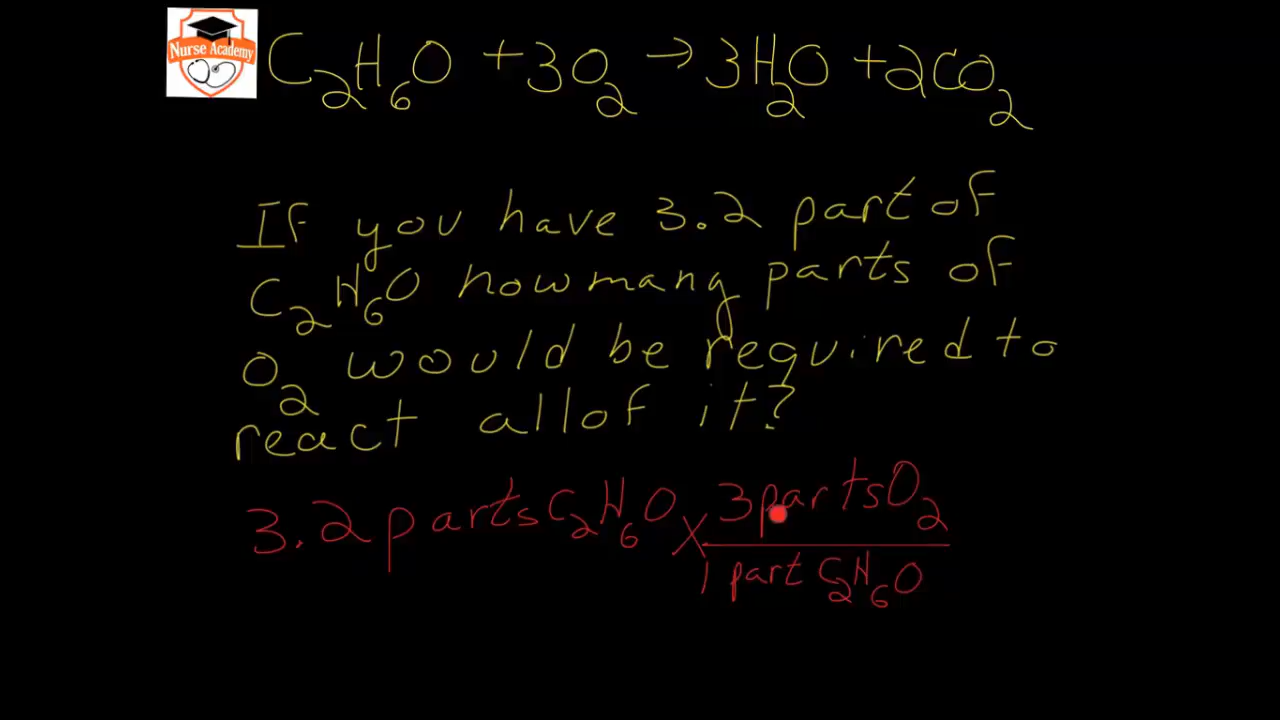 Nurse Academy
C₂H₆O + 3O₂ → 3H₂O + 2CO₂
If you have 3.2 part of
C₂H₆O how mang parts of
O₂ would be required to
react all of it?
3.2 parts C₂H₆O x 3 parts O₂
1 part C₂H₆O